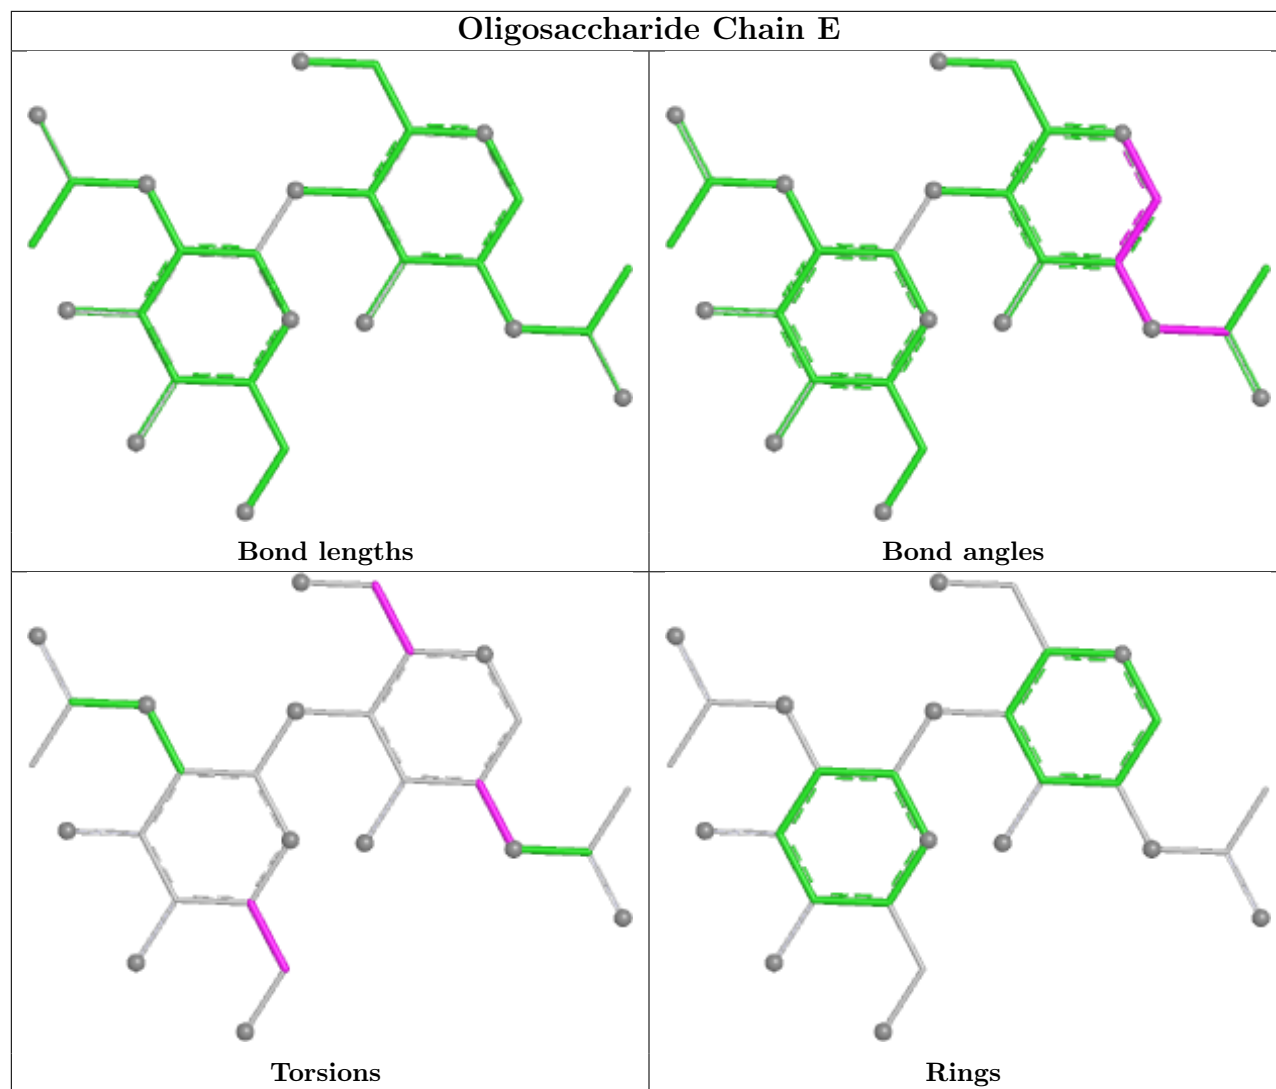 Oligosaccharide Chain E
Bond lengths
Bond angles
Torsions
Rings